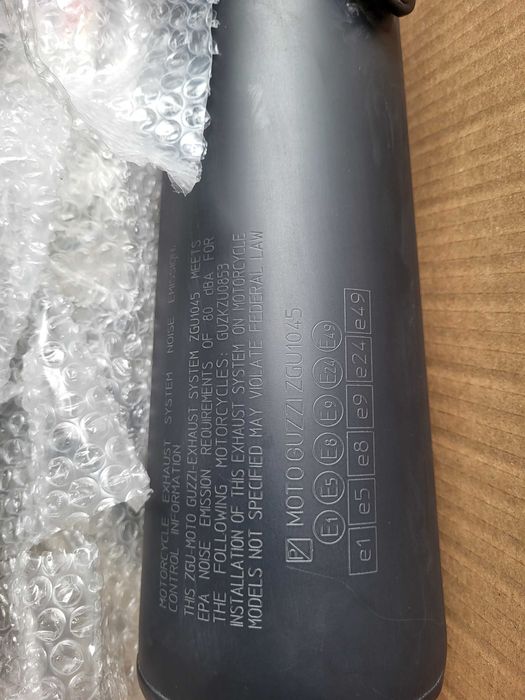 MOTORCYCLE EXHAUST SYSTEM NOISE EMISSION
CONTROL INFORMATION
THIS ZGU-MOTO GUZZI-EXHAUST SYSTEM ZGU1045 MEETS
EPA NOISE EMISSION REQUIREMENTS OF 80 dBA FOR
THE FOLLOWING MOTORCYCLES: GUZKZU0853
INSTALLATION OF THIS EXHAUST SYSTEM ON MOTORCYCLE
MODELS NOT SPECIFIED MAY VIOLATE FEDERAL LAW
MOTO GUZZI ZGU1045
E1 E5 E8 E9 E24 E49
e1 e5 e8 e9 e24 e49